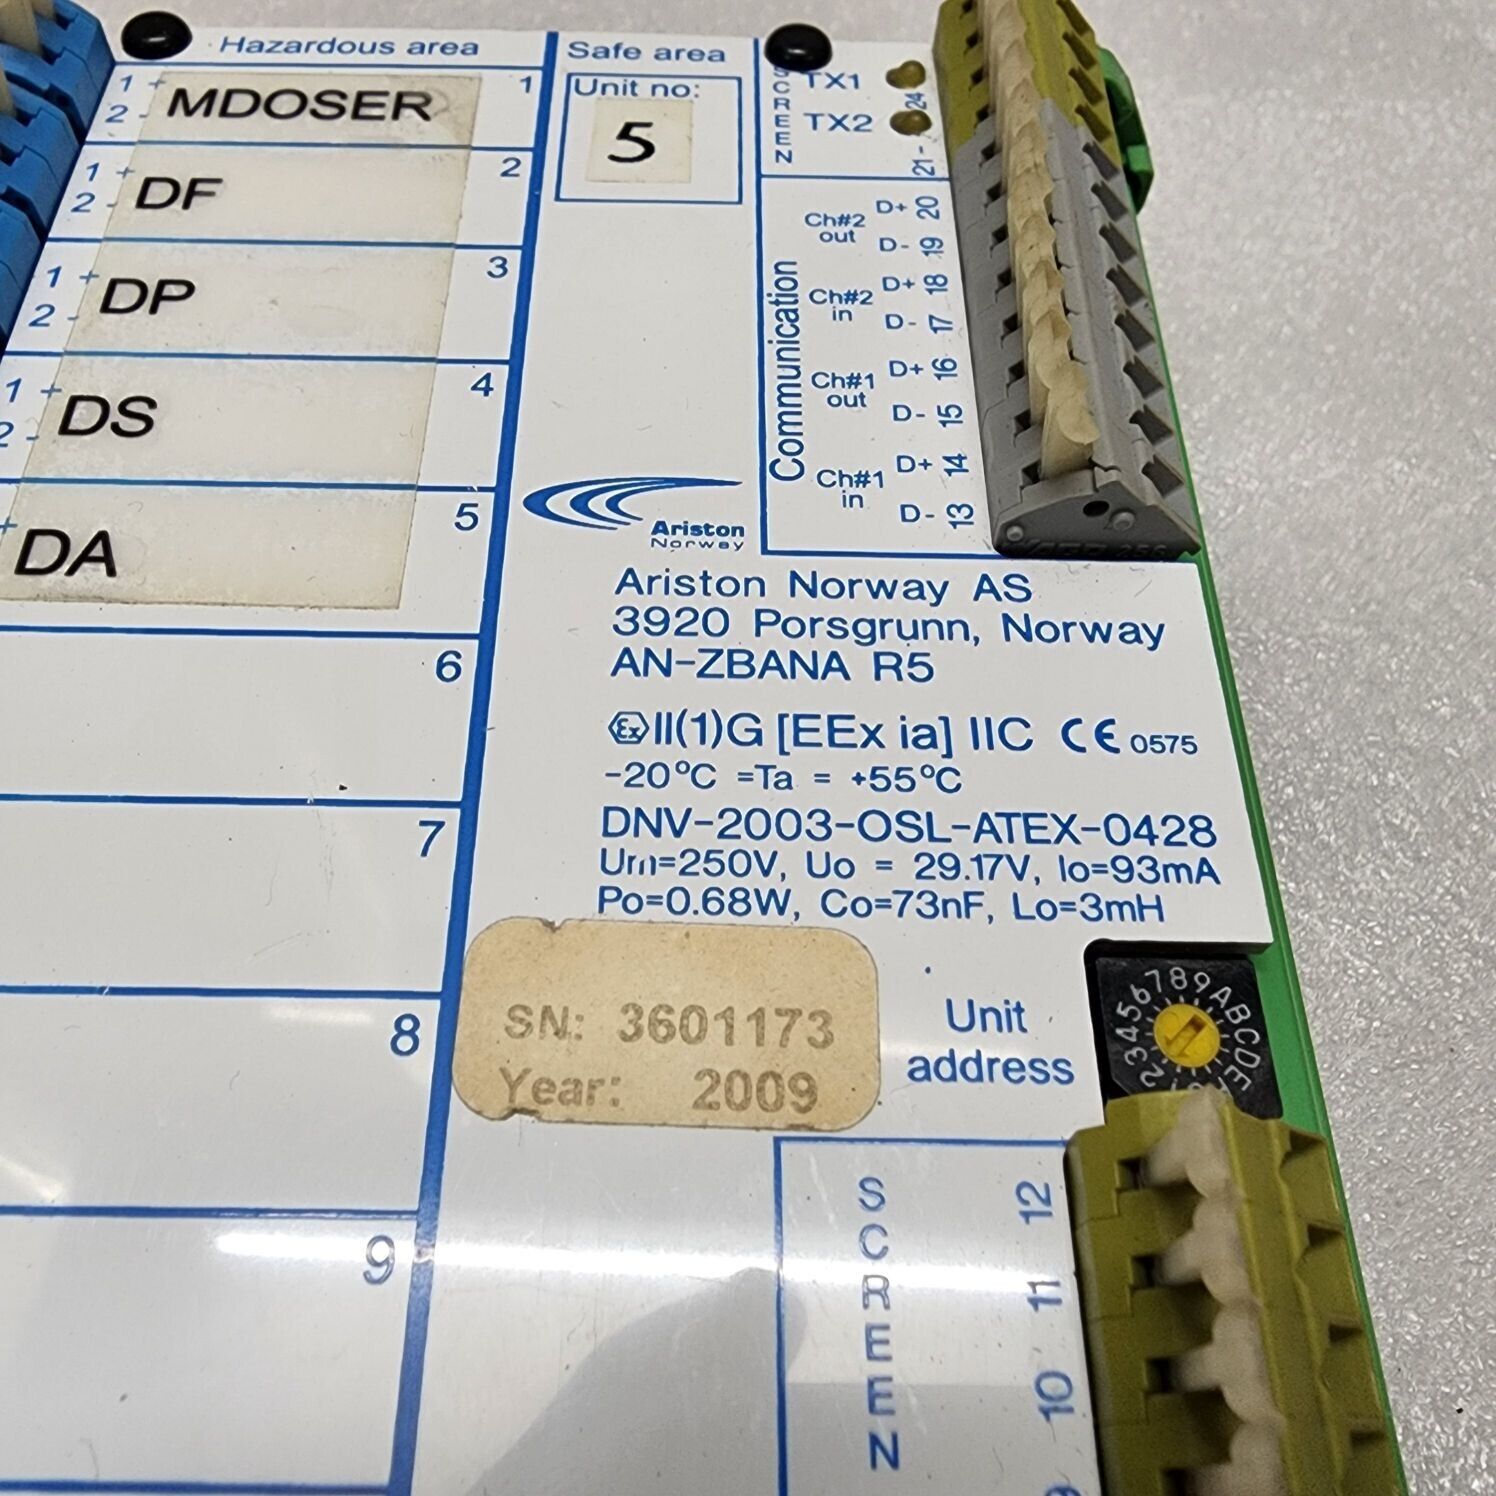 Hazardous area
1 + MDOSER 1
2 -
1 + DF 2
2 -
1 + DP 3
2 -
1 + DS 4
2 -
+ DA 5
6
7
8
9
Safe area
Unit no:
5
SCREEN
TX1
TX2
24
21-
Communication
Ch#2 out D+ 20
D- 19
Ch#2 in D+ 18
D- 17
Ch#1 out D+ 16
D- 15
Ch#1 in D+ 14
D- 13
Ariston
Norway
Ariston Norway AS
3920 Porsgrunn, Norway
AN-ZBANA R5
Ex II(1)G [EEx ia] IIC CE 0575
-20°C =Ta = +55°C
DNV-2003-OSL-ATEX-0428
Um=250V, Uo = 29.17V, Io=93mA
Po=0.68W, Co=73nF, Lo=3mH
SN: 3601173
Year: 2009
Unit
address
23456789ABCDE
SCREEN
12
11
10